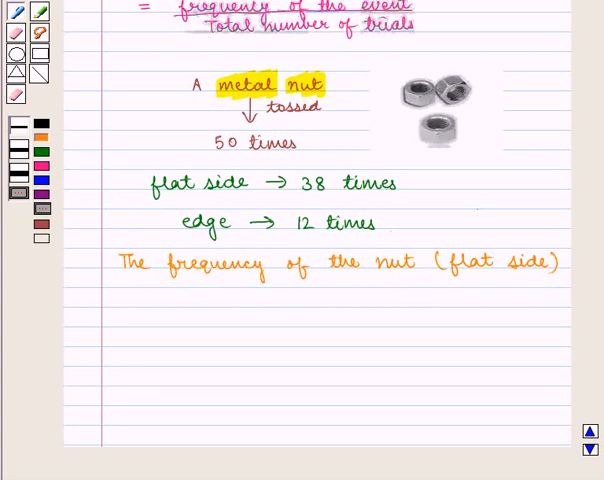 = frequency of the event
Total number of trials
A metal nut
tossed
50 times
flat side → 38 times
edge → 12 times
The frequency of the nut (flat side)